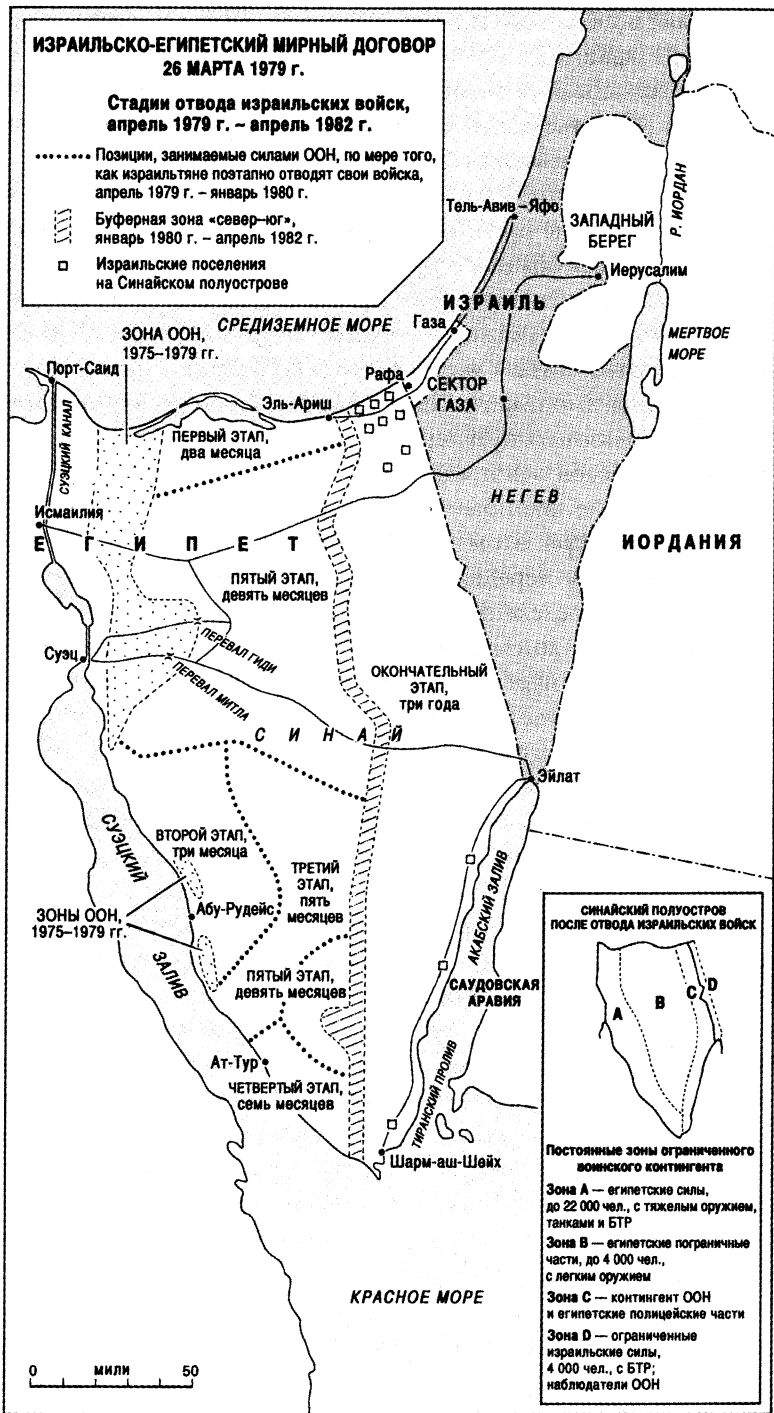 ИЗРАИЛЬСКО-ЕГИПЕТСКИЙ МИРНЫЙ ДОГОВОР
26 МАРТА 1979 г.
Стадии отвода израильских войск,
апрель 1979 г. – апрель 1982 г.
Позиции, занимаемые силами ООН, по мере того,
как израильтяне поэтапно отводят свои войска,
апрель 1979 г. – январь 1980 г.
Буферная зона «север–юг»,
январь 1980 г. – апрель 1982 г.
Израильские поселения
на Синайском полуострове
Тель-Авив–Яфо
ЗАПАДНЫЙ
БЕРЕГ
Р. ИОРДАН
Иерусалим
ИЗРАИЛЬ
СРЕДИЗЕМНОЕ МОРЕ
Газа
МЕРТВОЕ
МОРЕ
ЗОНА ООН,
1975–1979 гг.
Порт-Саид
Рафа
СЕКТОР
ГАЗА
Эль-Ариш
СУЭЦКИЙ КАНАЛ
ПЕРВЫЙ ЭТАП,
два месяца
НЕГЕВ
Исмаилия
ЕГИПЕТ
ИОРДАНИЯ
ПЯТЫЙ ЭТАП,
девять месяцев
ПЕРЕВАЛ ГИДИ
Суэц
ПЕРЕВАЛ МИТЛА
ОКОНЧАТЕЛЬНЫЙ
ЭТАП,
три года
СИНАЙ
Эйлат
СУЭЦКИЙ
ЗАЛИВ
ВТОРОЙ ЭТАП,
три месяца
ТРЕТИЙ
ЭТАП,
пять
месяцев
ЗОНЫ ООН,
1975–1979 гг.
Абу-Рудейс
АКАБСКИЙ ЗАЛИВ
САУДОВСКАЯ
АРАВИЯ
ПЯТЫЙ ЭТАП,
девять месяцев
Ат-Тур
ЧЕТВЕРТЫЙ ЭТАП,
семь месяцев
ТИРАНСКИЙ ПРОЛИВ
Шарм-аш-Шейх
КРАСНОЕ МОРЕ
0 МИЛИ 50
СИНАЙСКИЙ ПОЛУОСТРОВ
ПОСЛЕ ОТВОДА ИЗРАИЛЬСКИХ ВОЙСК
A B C D
Постоянные зоны ограниченного
воинского контингента
Зона A — египетские силы,
до 22 000 чел., с тяжелым оружием,
танками и БТР
Зона B — египетские пограничные
части, до 4 000 чел.,
с легким оружием
Зона C — контингент ООН
и египетские полицейские части
Зона D — ограниченные
израильские силы,
4 000 чел., с БТР;
наблюдатели ООН